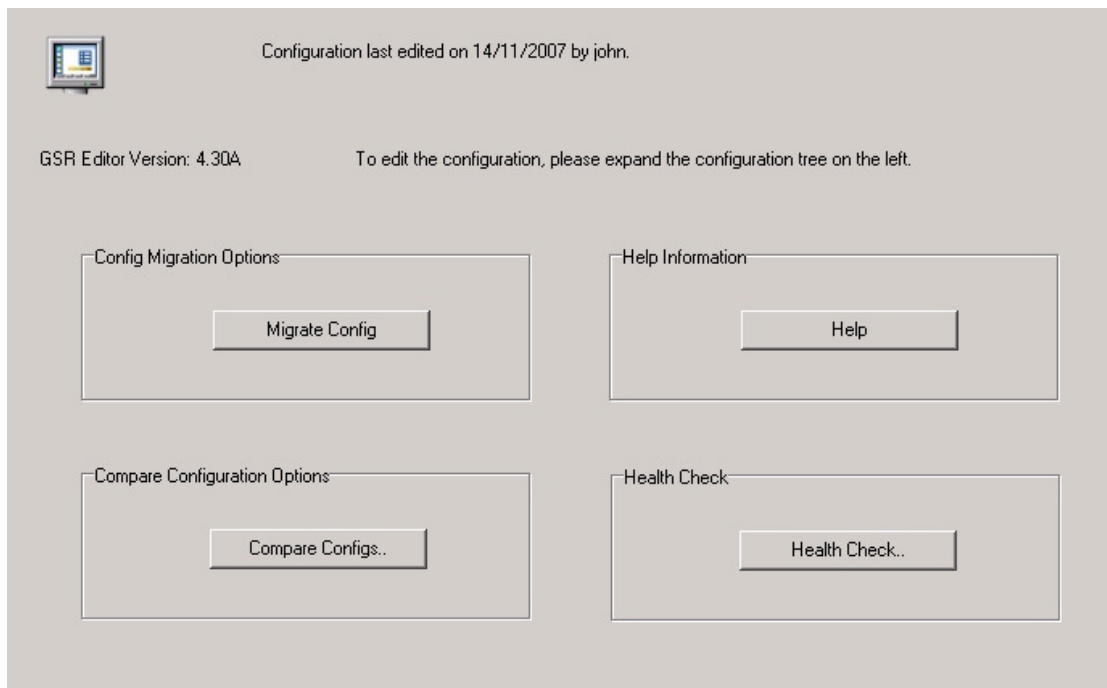 Configuration last edited on 14/11/2007 by john.
GSR Editor Version: 4.30A
To edit the configuration, please expand the configuration tree on the left.
Config Migration Options
Migrate Config
Help Information
Help
Compare Configuration Options
Compare Configs..
Health Check
Health Check..